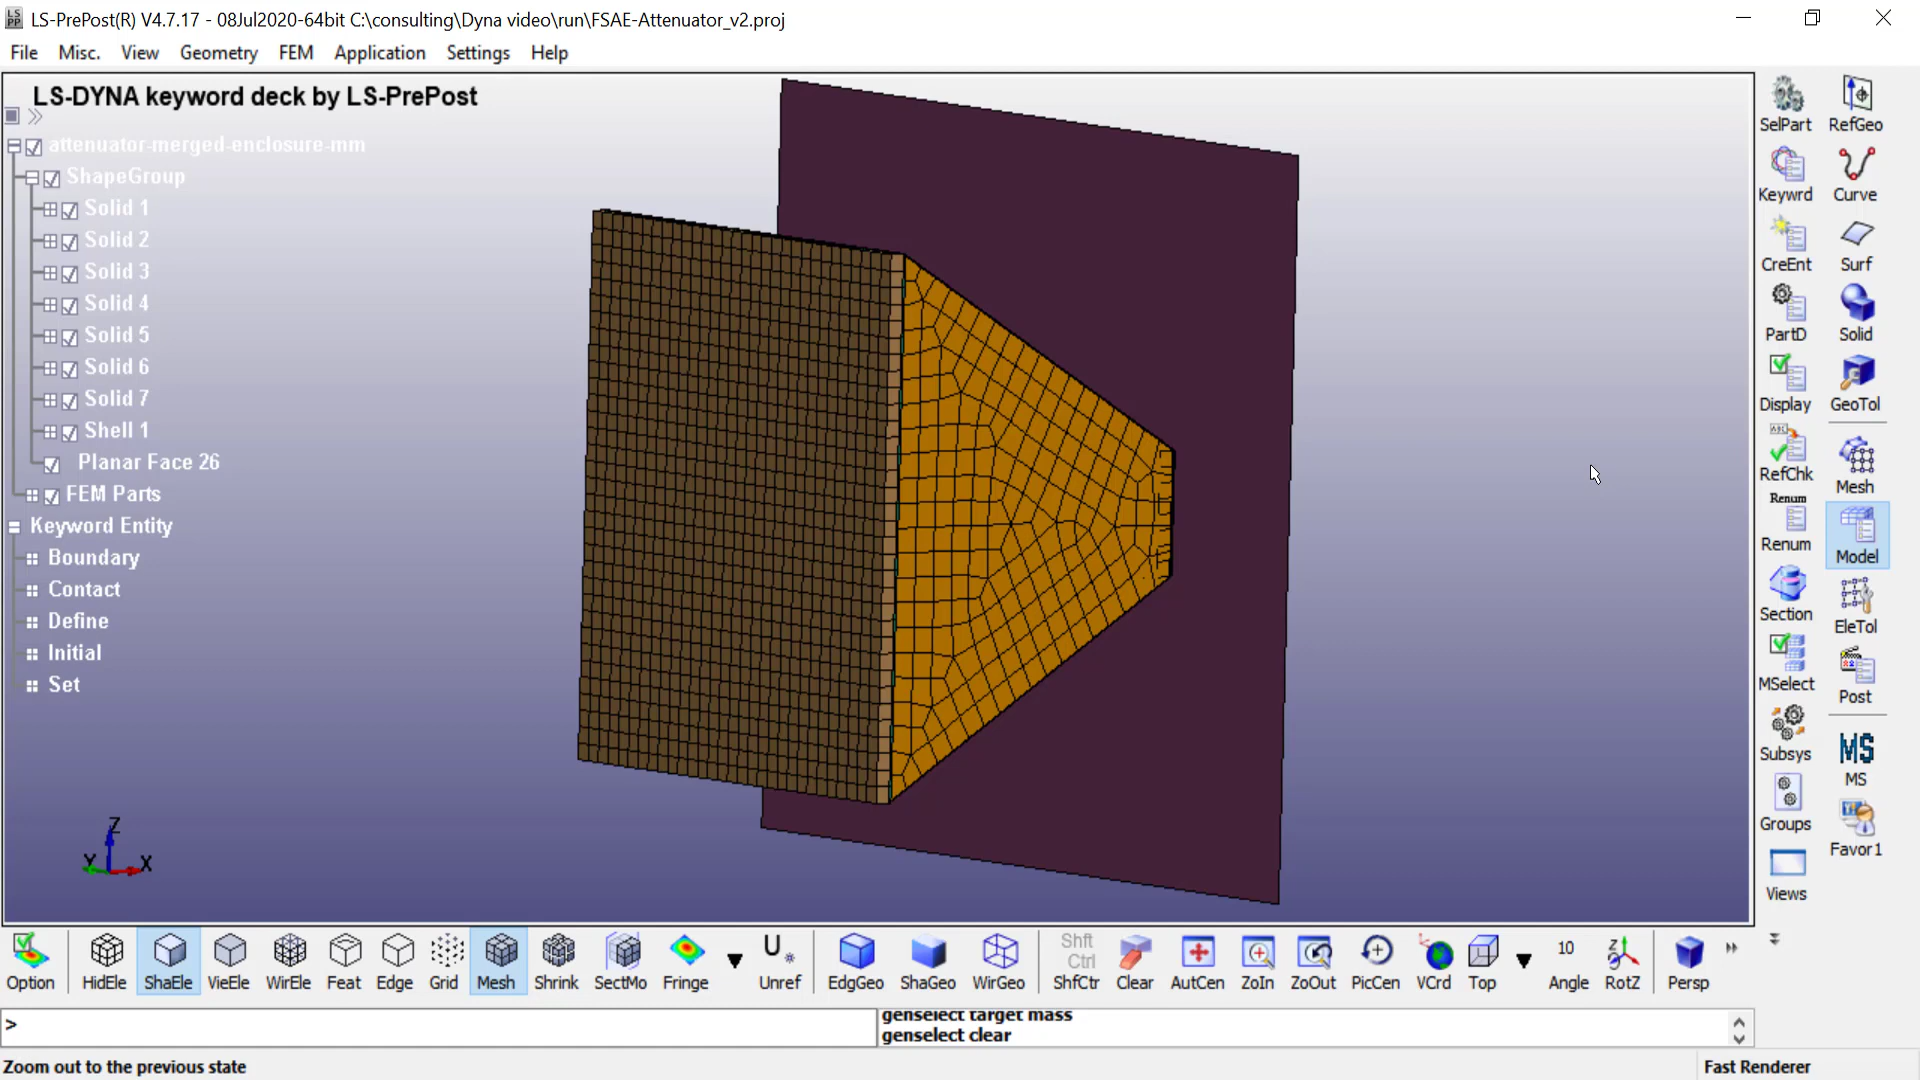 LS-PrePost(R) V4.7.17 - 08Jul2020-64bit C:\consulting\Dyna video\run\FSAE-Attenuator_v2.proj
File Misc. View Geometry FEM Application Settings Help
LS-DYNA keyword deck by LS-PrePost
attenuator-merged-enclosure-mm
ShapeGroup
Solid 1
Solid 2
Solid 3
Solid 4
Solid 5
Solid 6
Solid 7
Shell 1
Planar Face 26
FEM Parts
Keyword Entity
Boundary
Contact
Define
Initial
Set
Z
Y X
SelPart RefGeo
Keywrd Curve
CreEnt Surf
PartD Solid
Display GeoTol
RefChk Mesh
Renum
Renum Model
Section EleTol
MSelect Post
Subsys MS
MS
Groups Favor1
Views
Option HidEle ShaEle VieEle WirEle Feat Edge Grid Mesh Shrink SectMo Fringe Unref EdgGeo ShaGeo WirGeo Shft Ctrl ShfCtr Clear AutCen ZoIn ZoOut PicCen VCrd Top 10 Angle RotZ Persp
>
genselect target mass
genselect clear
Zoom out to the previous state
Fast Renderer